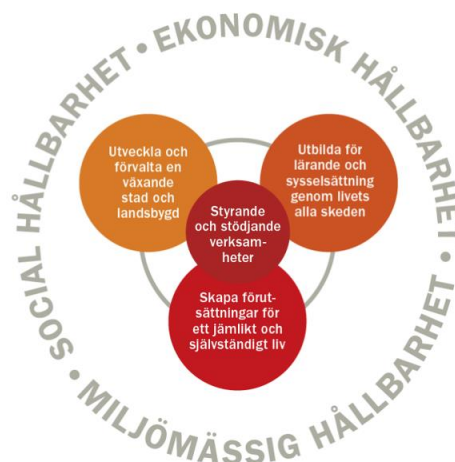 SOCIAL HÅLLBARHET • EKONOMISK HÅLLBARHET • MILJÖMÄSSIG HÅLLBARHET •
Utveckla och
förvalta en
växande
stad och
landsbygd
Utbilda för
lärande och
sysselsättning
genom livets
alla skeden
Styrande
och stödjande
verksam-
heter
Skapa förut-
sättningar för
ett jämlikt och
självständigt liv